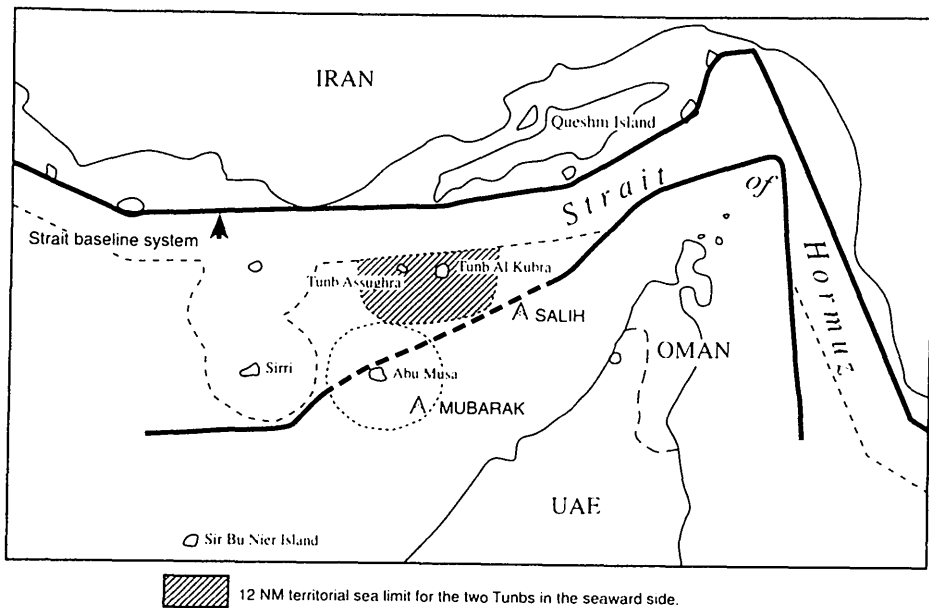 IRAN
Queshm Island
Strait of Hormuz
Strait baseline system
Tunb Assughra
Tunb Al Kubra
SALIH
OMAN
Sirri
Abu Musa
MUBARAK
UAE
Sir Bu Nier Island
12 NM territorial sea limit for the two Tunbs in the seaward side.